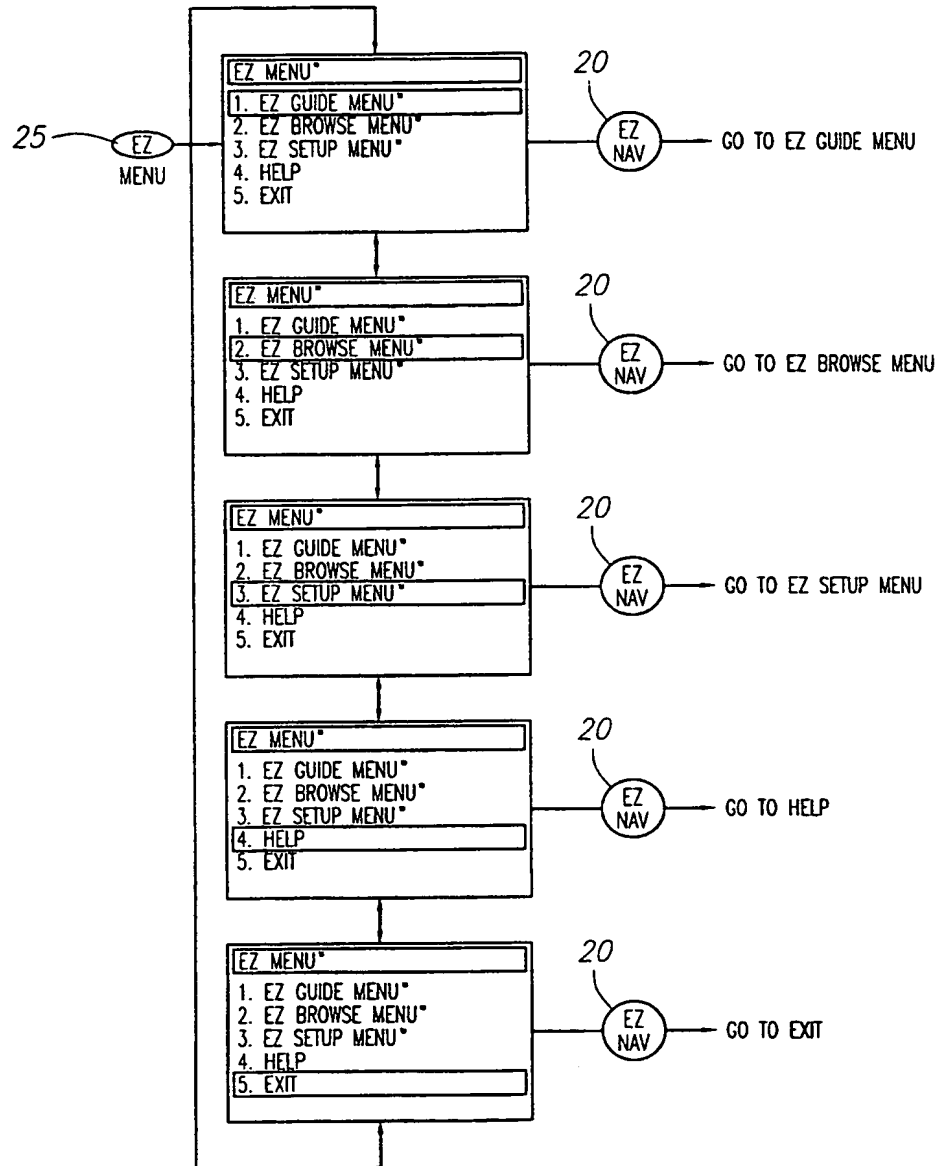 EZ MENU•
1. EZ GUIDE MENU•
2. EZ BROWSE MENU•
3. EZ SETUP MENU•
4. HELP
5. EXIT
25
EZ
MENU
20
EZ
NAV
GO TO EZ GUIDE MENU
EZ MENU•
1. EZ GUIDE MENU•
2. EZ BROWSE MENU•
3. EZ SETUP MENU•
4. HELP
5. EXIT
20
EZ
NAV
GO TO EZ BROWSE MENU
EZ MENU•
1. EZ GUIDE MENU•
2. EZ BROWSE MENU•
3. EZ SETUP MENU•
4. HELP
5. EXIT
20
EZ
NAV
GO TO EZ SETUP MENU
EZ MENU•
1. EZ GUIDE MENU•
2. EZ BROWSE MENU•
3. EZ SETUP MENU•
4. HELP
5. EXIT
20
EZ
NAV
GO TO HELP
EZ MENU•
1. EZ GUIDE MENU•
2. EZ BROWSE MENU•
3. EZ SETUP MENU•
4. HELP
5. EXIT
20
EZ
NAV
GO TO EXIT